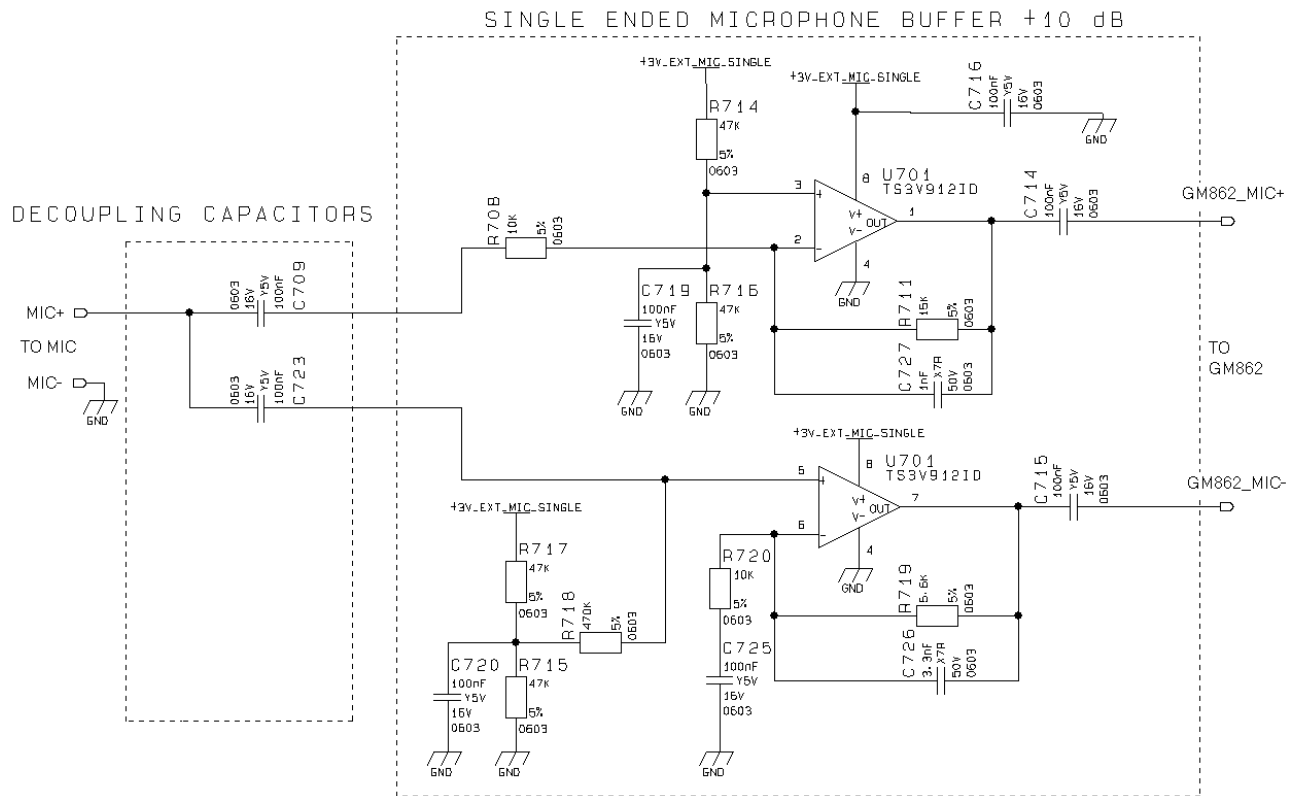 SINGLE ENDED MICROPHONE BUFFER +10 dB
+3V_EXT_MIC_SINGLE
+3V_EXT_MIC_SINGLE
C716
100nF
Y5V
16V
0603
GND
R714
47K
5%
0603
8
U701
TS3V912ID
3
+
2
-
V+
V-
OUT
1
4
GND
C714
100nF
Y5V
16V
0603
GM862_MIC+
DECOUPLING CAPACITORS
R708
10K
5%
0603
0603
16V
Y5V
100nF
C709
MIC+
TO MIC
MIC-
GND
0603
16V
Y5V
100nF
C723
C719
100nF
Y5V
16V
0603
GND
R716
47K
5%
0603
GND
R711
15K
5%
0603
C727
1nF
X7R
50V
0603
TO
GM862
+3V_EXT_MIC_SINGLE
8
U701
TS3V912ID
5
+
6
-
V+
V-
OUT
7
4
GND
C715
100nF
Y5V
16V
0603
GM862_MIC-
+3V_EXT_MIC_SINGLE
R717
47K
5%
0603
R718
470K
5%
0603
R720
10K
5%
0603
R719
5.6K
5%
0603
C726
3.3nF
X7R
50V
0603
C720
100nF
Y5V
16V
0603
GND
R715
47K
5%
0603
GND
C725
100nF
Y5V
16V
0603
GND